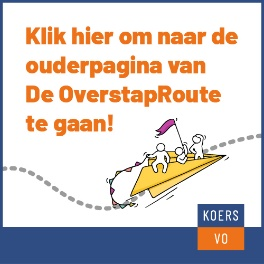 Klik hier om naar de
ouderpagina van
De OverstapRoute
te gaan!
KOERS
VO